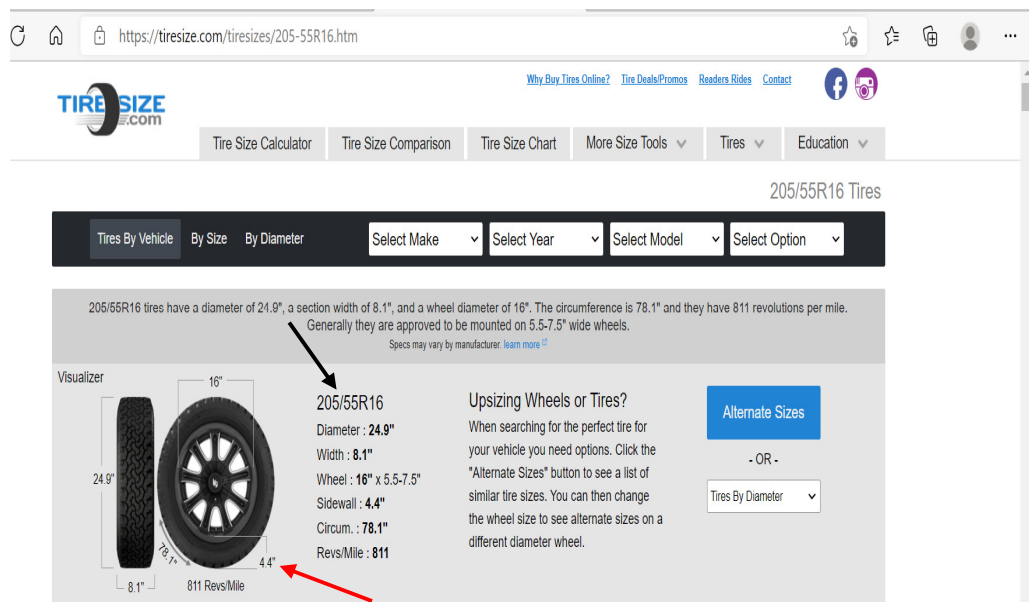 https://tiresize.com/tiresizes/205-55R16.htm
Why Buy Tires Online? Tire Deals/Promos Readers Rides Contact
TIRE SIZE
.com
Tire Size Calculator Tire Size Comparison Tire Size Chart More Size Tools Tires Education
205/55R16 Tires
Tires By Vehicle By Size By Diameter Select Make Select Year Select Model Select Option
205/55R16 tires have a diameter of 24.9", a section width of 8.1", and a wheel diameter of 16". The circumference is 78.1" and they have 811 revolutions per mile.
Generally they are approved to be mounted on 5.5-7.5" wide wheels.
Specs may vary by manufacturer. learn more
Visualizer
16"
24.9"
78.1"
4.4"
8.1"
811 Revs/Mile
205/55R16
Diameter : 24.9"
Width : 8.1"
Wheel : 16" x 5.5-7.5"
Sidewall : 4.4"
Circum. : 78.1"
Revs/Mile : 811
Upsizing Wheels or Tires?
When searching for the perfect tire for
your vehicle you need options. Click the
"Alternate Sizes" button to see a list of
similar tire sizes. You can then change
the wheel size to see alternate sizes on a
different diameter wheel.
Alternate Sizes
- OR -
Tires By Diameter